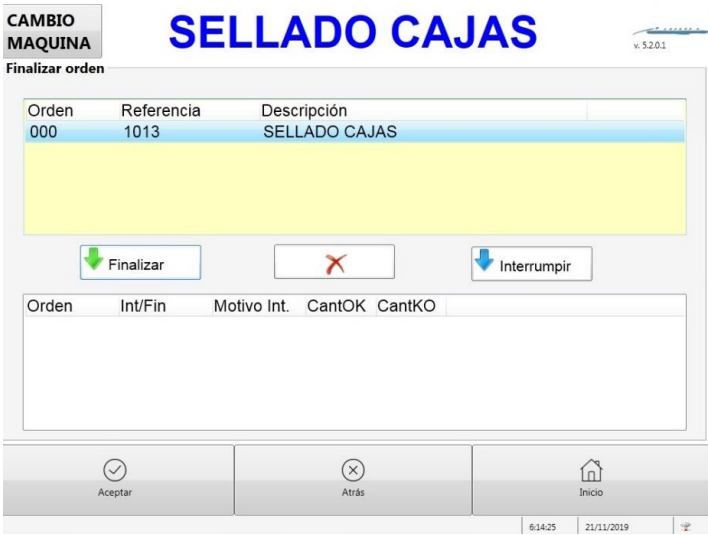 CAMBIO
MAQUINA
SELLADO CAJAS
v. 5.2.0.1
Finalizar orden
Orden Referencia Descripción
000 1013 SELLADO CAJAS
Finalizar
Interrumpir
Orden Int/Fin Motivo Int. CantOK CantKO
Aceptar Atrás Inicio
6:14:25 21/11/2019